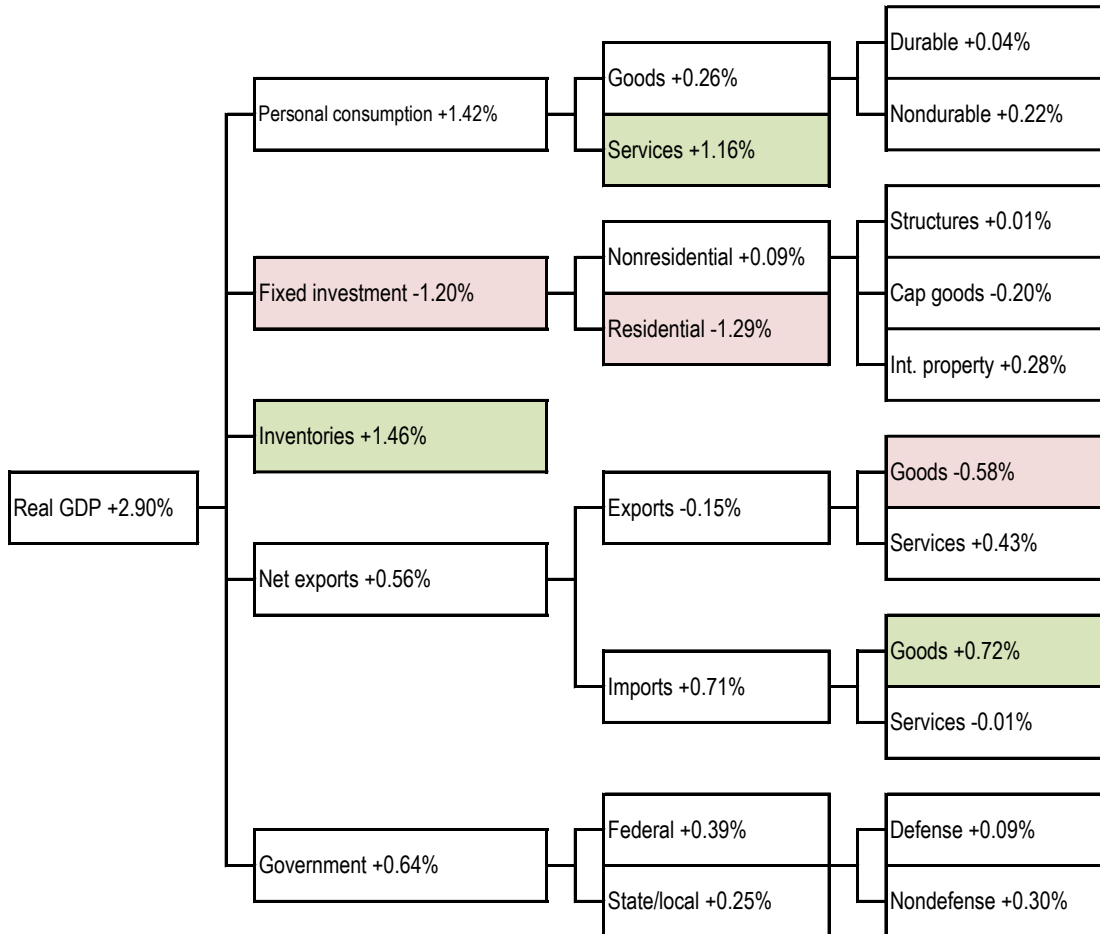 Real GDP +2.90%
Personal consumption +1.42%
Goods +0.26%
Durable +0.04%
Nondurable +0.22%
Services +1.16%
Fixed investment -1.20%
Nonresidential +0.09%
Structures +0.01%
Cap goods -0.20%
Int. property +0.28%
Residential -1.29%
Inventories +1.46%
Net exports +0.56%
Exports -0.15%
Goods -0.58%
Services +0.43%
Imports +0.71%
Goods +0.72%
Services -0.01%
Government +0.64%
Federal +0.39%
Defense +0.09%
Nondefense +0.30%
State/local +0.25%